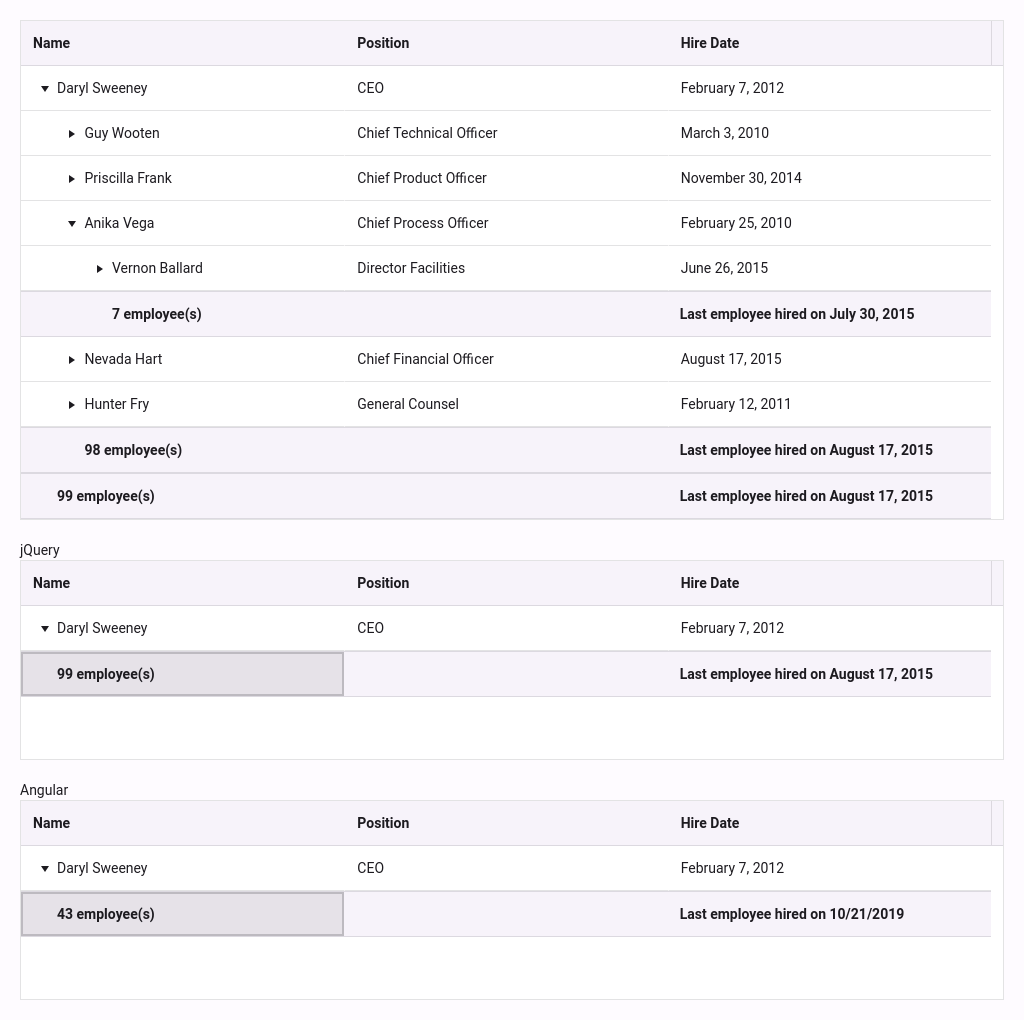 Name Position Hire Date
Daryl Sweeney CEO February 7, 2012
Guy Wooten Chief Technical Officer March 3, 2010
Priscilla Frank Chief Product Officer November 30, 2014
Anika Vega Chief Process Officer February 25, 2010
Vernon Ballard Director Facilities June 26, 2015
7 employee(s) Last employee hired on July 30, 2015
Nevada Hart Chief Financial Officer August 17, 2015
Hunter Fry General Counsel February 12, 2011
98 employee(s) Last employee hired on August 17, 2015
99 employee(s) Last employee hired on August 17, 2015
jQuery
Name Position Hire Date
Daryl Sweeney CEO February 7, 2012
99 employee(s) Last employee hired on August 17, 2015
Angular
Name Position Hire Date
Daryl Sweeney CEO February 7, 2012
43 employee(s) Last employee hired on 10/21/2019